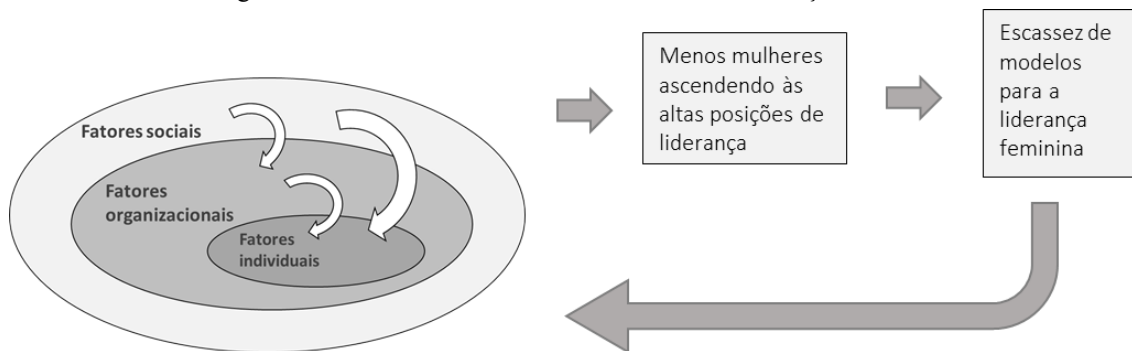 Fatores sociais
Fatores
organizacionais
Fatores
individuais
Menos mulheres
ascendendo às
altas posições de
liderança
Escassez de
modelos
para a
liderança
feminina